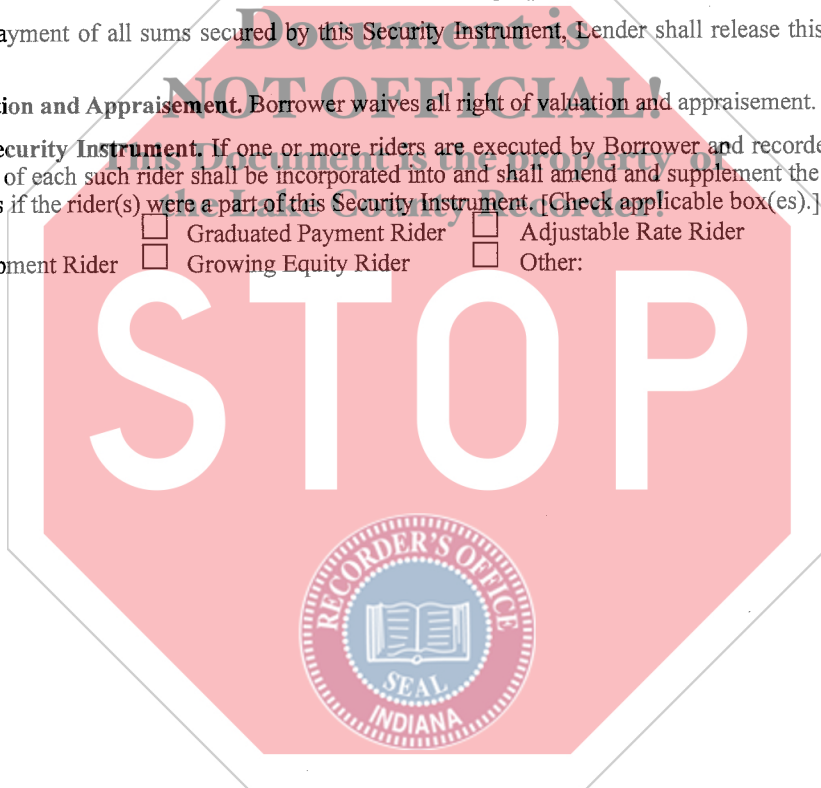 Document is
ayment of all sums secured by this Security Instrument, Lender shall release this
NOT OFFICIAL!
ion and Appraisement. Borrower waives all right of valuation and appraisement.
ecurity Instrument. If one or more riders are executed by Borrower and recorde
This Document is the property of
of each such rider shall be incorporated into and shall amend and supplement the
s if the rider(s) were a part of this Security Instrument. [Check applicable box(es).]
the Lake County Recorder!
Graduated Payment Rider Adjustable Rate Rider
pment Rider Growing Equity Rider Other:
STOP
RECORDER'S OFFICE
SEAL
INDIANA